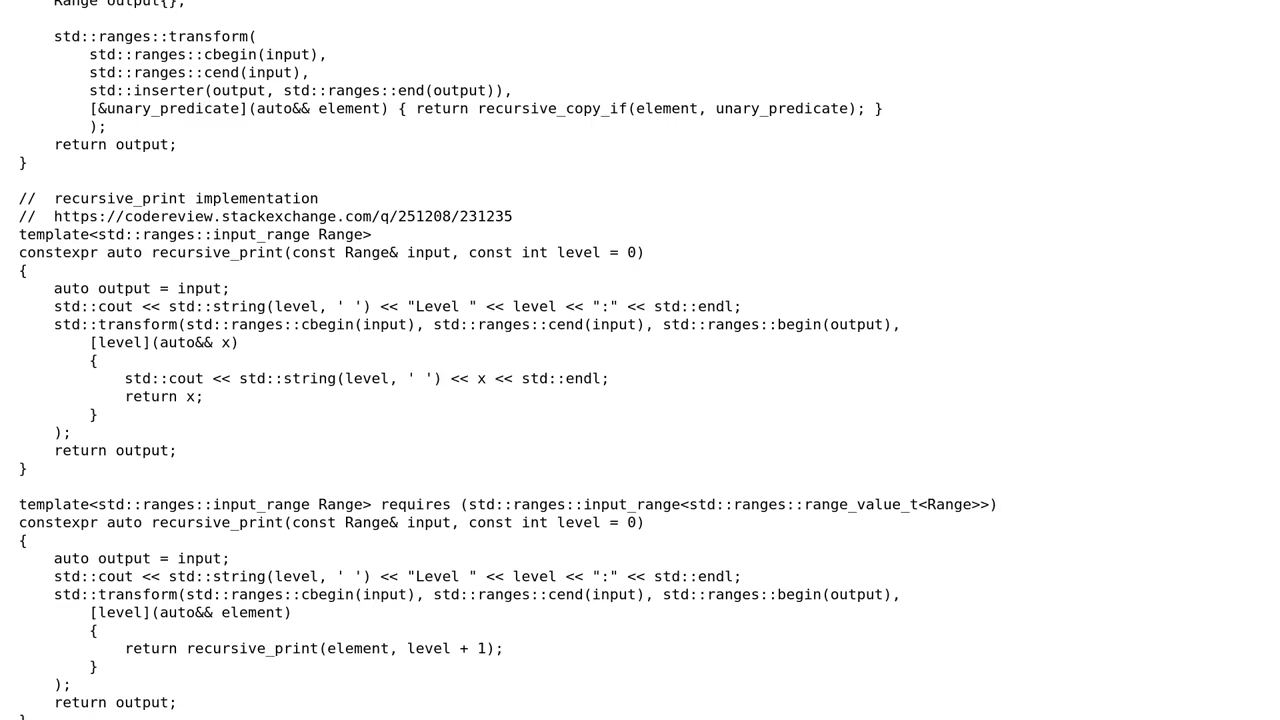 Range output{};

    std::ranges::transform(
        std::ranges::cbegin(input),
        std::ranges::cend(input),
        std::inserter(output, std::ranges::end(output)),
        [&unary_predicate](auto&& element) { return recursive_copy_if(element, unary_predicate); }
        );
    return output;
}

//  recursive_print implementation
//  https://codereview.stackexchange.com/q/251208/231235
template<std::ranges::input_range Range>
constexpr auto recursive_print(const Range& input, const int level = 0)
{
    auto output = input;
    std::cout << std::string(level, ' ') << "Level " << level << ":" << std::endl;
    std::transform(std::ranges::cbegin(input), std::ranges::cend(input), std::ranges::begin(output),
        [level](auto&& x)
        {
            std::cout << std::string(level, ' ') << x << std::endl;
            return x;
        }
    );
    return output;
}

template<std::ranges::input_range Range> requires (std::ranges::input_range<std::ranges::range_value_t<Range>>)
constexpr auto recursive_print(const Range& input, const int level = 0)
{
    auto output = input;
    std::cout << std::string(level, ' ') << "Level " << level << ":" << std::endl;
    std::transform(std::ranges::cbegin(input), std::ranges::cend(input), std::ranges::begin(output),
        [level](auto&& element)
        {
            return recursive_print(element, level + 1);
        }
    );
    return output;
}